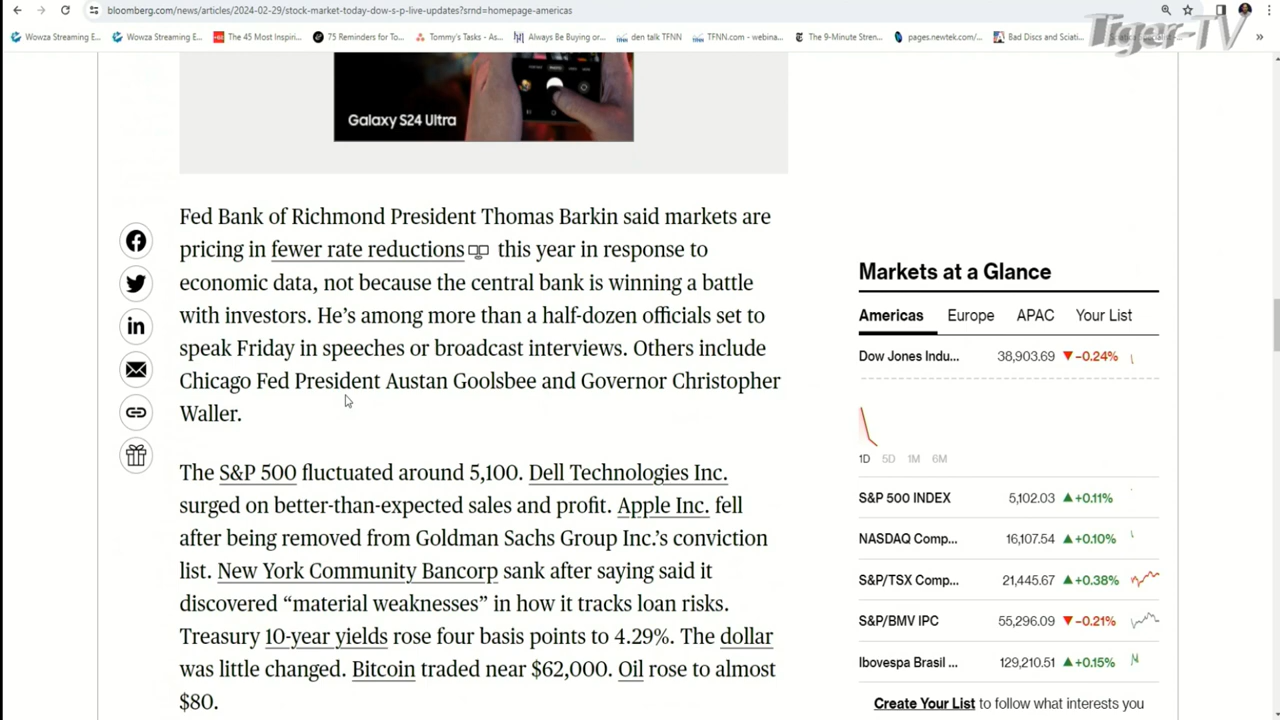 bloomberg.com/news/articles/2024-02-29/stock-market-today-dow-s-p-live-updates?srnd=homepage-americas
Wowza Streaming E... Wowza Streaming E... The 45 Most Inspiri... 75 Reminders for To... Tommy's Tasks - As... Always Be Buying or... den talk TFNN TFNN.com - webina... The 9-Minute Stren... pages.newtek.com/... Bad Discs and Sciati...
Tiger-TV
Galaxy S24 Ultra
Fed Bank of Richmond President Thomas Barkin said markets are
pricing in fewer rate reductions this year in response to
economic data, not because the central bank is winning a battle
with investors. He's among more than a half-dozen officials set to
speak Friday in speeches or broadcast interviews. Others include
Chicago Fed President Austan Goolsbee and Governor Christopher
Waller.
The S&P 500 fluctuated around 5,100. Dell Technologies Inc.
surged on better-than-expected sales and profit. Apple Inc. fell
after being removed from Goldman Sachs Group Inc.'s conviction
list. New York Community Bancorp sank after saying said it
discovered “material weaknesses” in how it tracks loan risks.
Treasury 10-year yields rose four basis points to 4.29%. The dollar
was little changed. Bitcoin traded near $62,000. Oil rose to almost
$80.
Markets at a Glance
Americas Europe APAC Your List
Dow Jones Indu... 38,903.69 ▼-0.24%
1D 5D 1M 6M
S&P 500 INDEX 5,102.03 ▲+0.11%
NASDAQ Comp... 16,107.54 ▲+0.10%
S&P/TSX Comp... 21,445.67 ▲+0.38%
S&P/BMV IPC 55,296.09 ▼-0.21%
Ibovespa Brasil ... 129,210.51 ▲+0.15%
Create Your List to follow what interests you